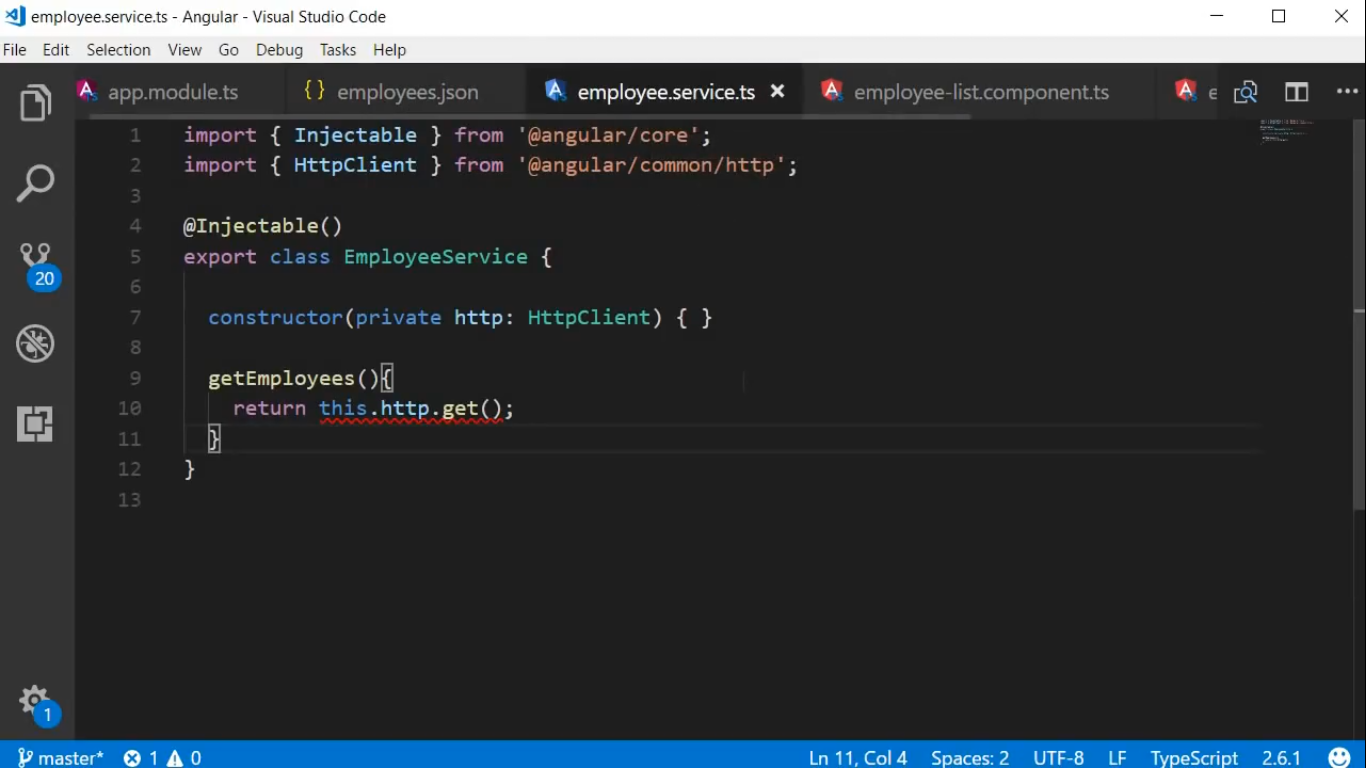 employee.service.ts - Angular - Visual Studio Code
File Edit Selection View Go Debug Tasks Help
app.module.ts {} employees.json employee.service.ts employee-list.component.ts e
1 import { Injectable } from '@angular/core';
2 import { HttpClient } from '@angular/common/http';
3
4 @Injectable()
5 export class EmployeeService {
6
7 constructor(private http: HttpClient) { }
8
9 getEmployees(){
10 return this.http.get();
11 }
12 }
13
20
1
master* 1 0 Ln 11, Col 4 Spaces: 2 UTF-8 LF TypeScript 2.6.1